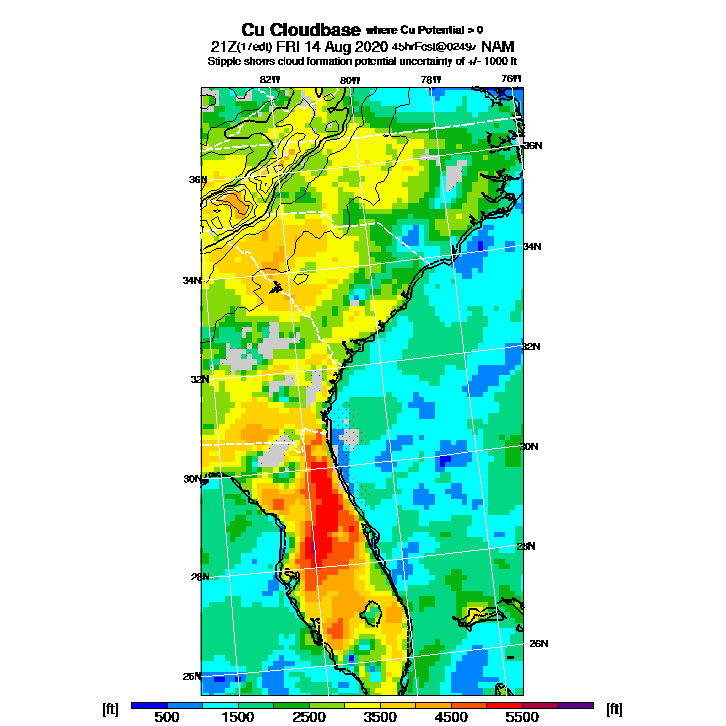 Cu Cloudbase where Cu Potential > 0
21Z(17edt) FRI 14 Aug 2020 45hrFcst@0249z NAM
Stipple shows cloud formation potential uncertainty of +/- 1000 ft
82W 80W 78W 76W
36N
36N
34N
34N
32N
32N
30N
30N
28N
28N
26N
26N
[ft] 500 1500 2500 3500 4500 5500 [ft]